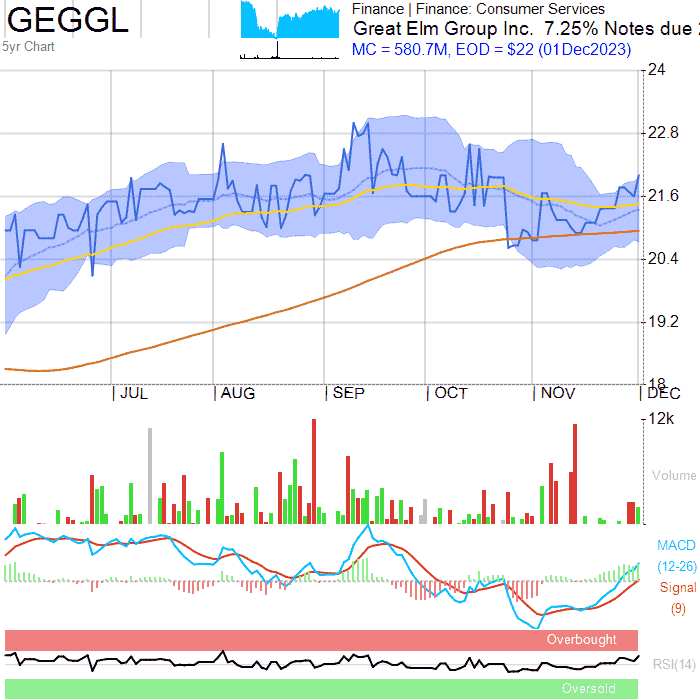 GEGGL
5yr Chart
Finance | Finance: Consumer Services
Great Elm Group Inc. 7.25% Notes due
MC = 580.7M, EOD = $22 (01Dec2023)
24
22.8
21.6
20.4
19.2
18
JUL AUG SEP OCT NOV DEC
12k
Volume
MACD
(12-26)
Signal
(9)
Overbought
RSI(14)
Oversold